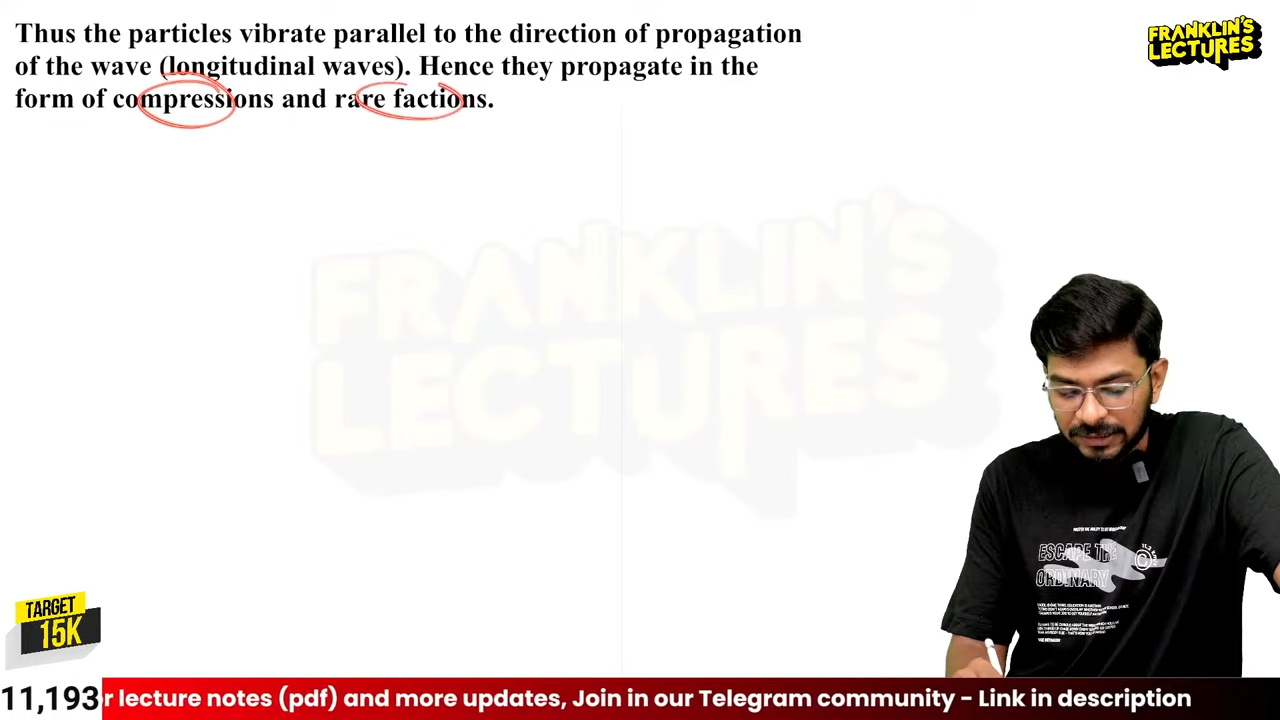 Thus the particles vibrate parallel to the direction of propagation
of the wave (longitudinal waves). Hence they propagate in the
form of compressions and rare factions.
FRANKLIN'S
LECTURES
FRANKLIN'S
LECTURES
ESCAPE THE
ORDINARY
TARGET
15K
11,193
r lecture notes (pdf) and more updates, Join in our Telegram community - Link in description